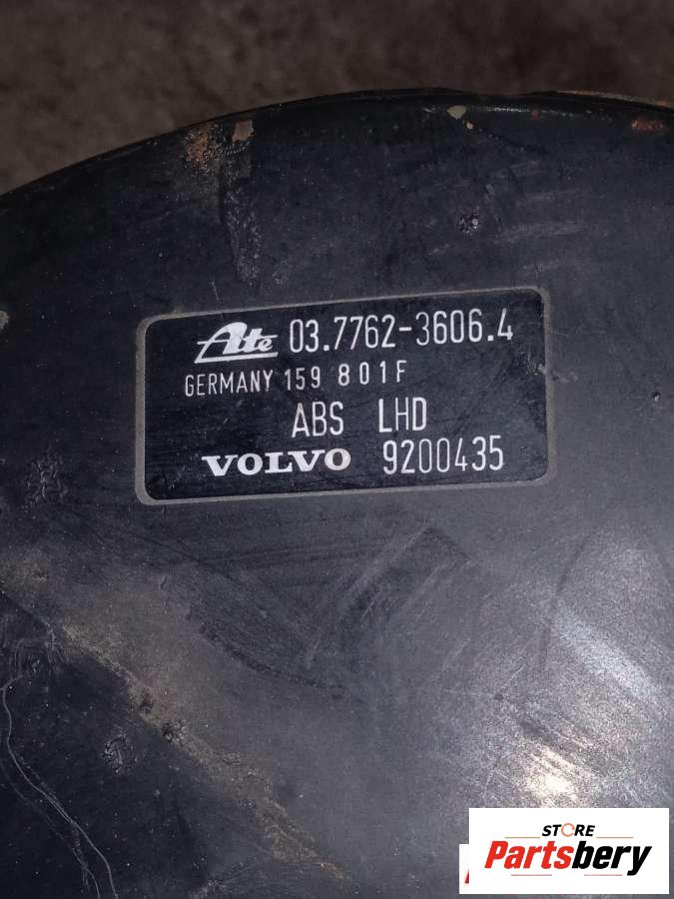 Ate 03.7762-3606.4
GERMANY 159 801F
ABS LHD
VOLVO 9200435
STORE
Partsbery